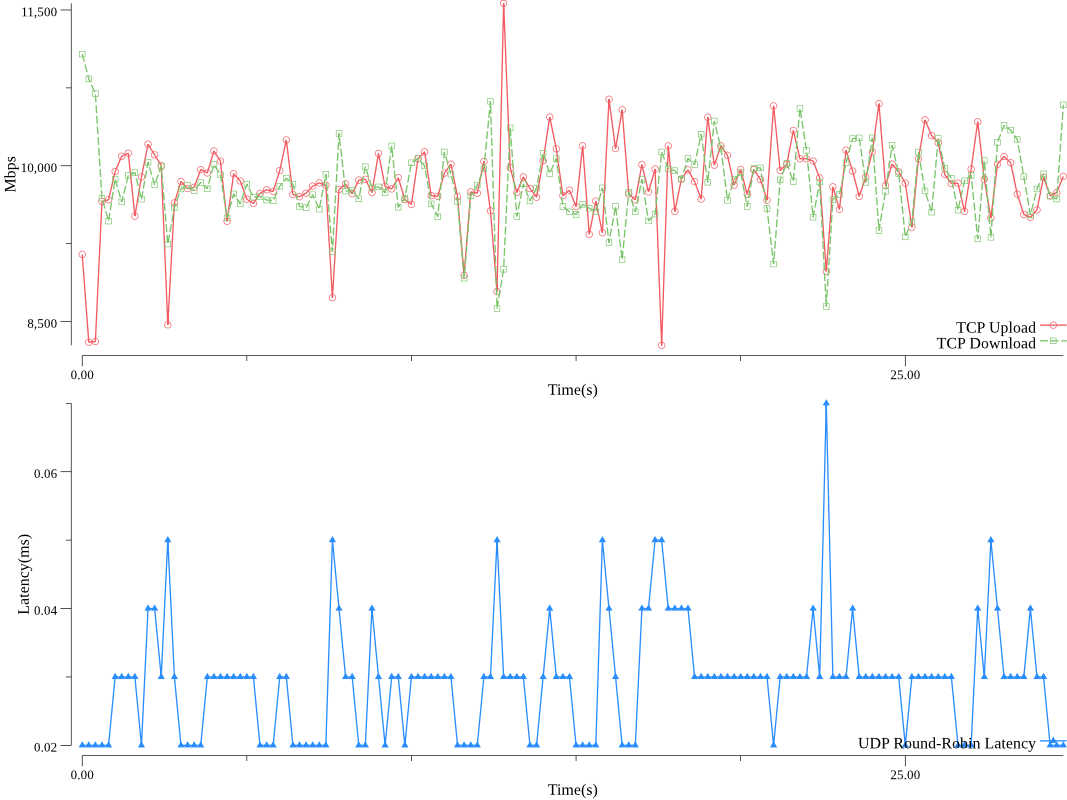 11,500
10,000
8,500
Mbps
TCP Upload
TCP Download
0.00
25.00
Time(s)
0.06
0.04
0.02
Latency(ms)
UDP Round-Robin Latency
0.00
25.00
Time(s)